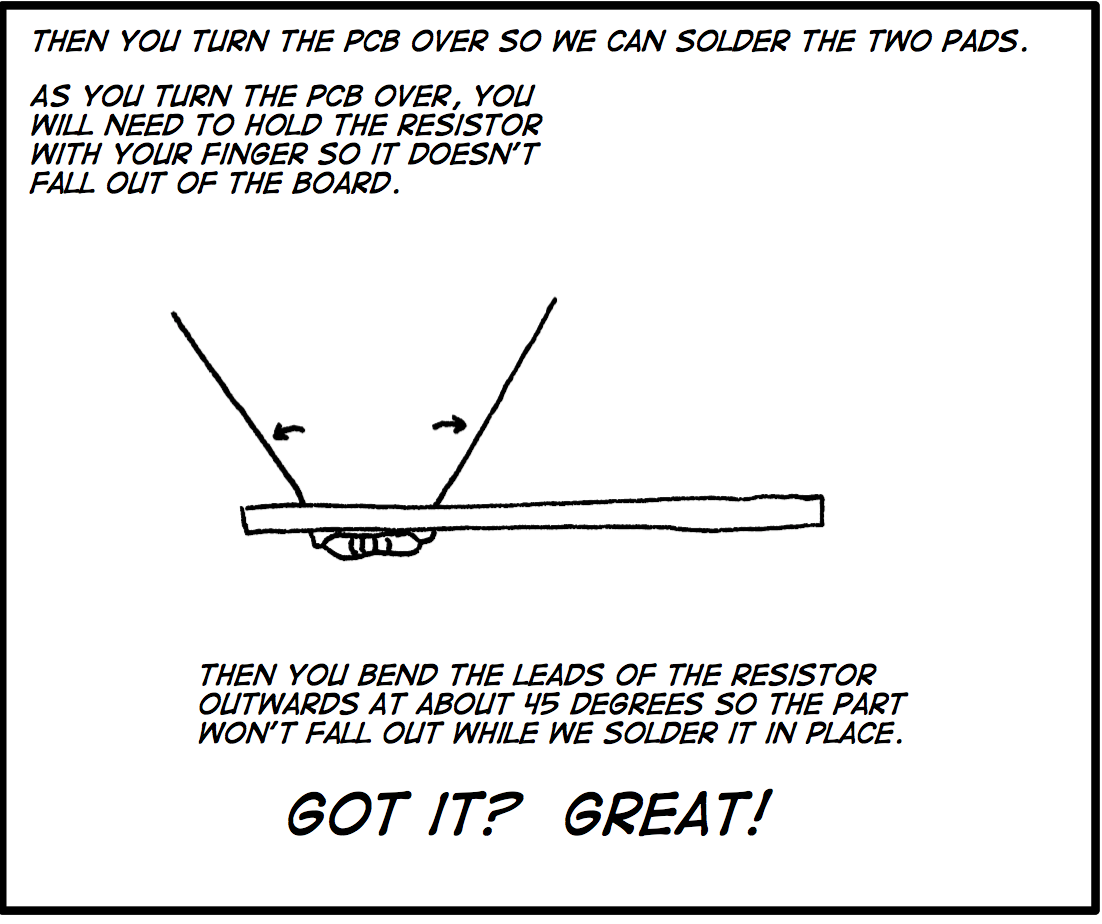 THEN YOU TURN THE PCB OVER SO WE CAN SOLDER THE TWO PADS.
AS YOU TURN THE PCB OVER, YOU
WILL NEED TO HOLD THE RESISTOR
WITH YOUR FINGER SO IT DOESN'T
FALL OUT OF THE BOARD.
THEN YOU BEND THE LEADS OF THE RESISTOR
OUTWARDS AT ABOUT 45 DEGREES SO THE PART
WON'T FALL OUT WHILE WE SOLDER IT IN PLACE.
GOT IT? GREAT!